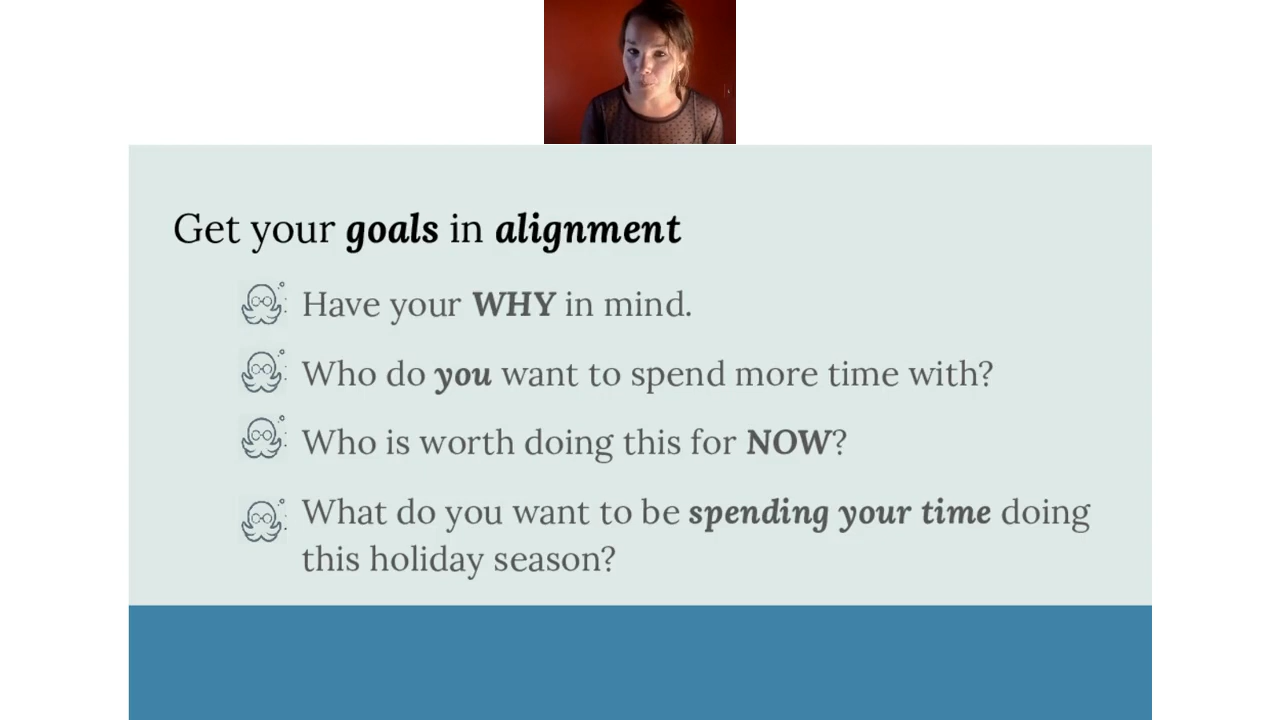 Get your goals in alignment
Have your WHY in mind.
Who do you want to spend more time with?
Who is worth doing this for NOW?
What do you want to be spending your time doing
this holiday season?